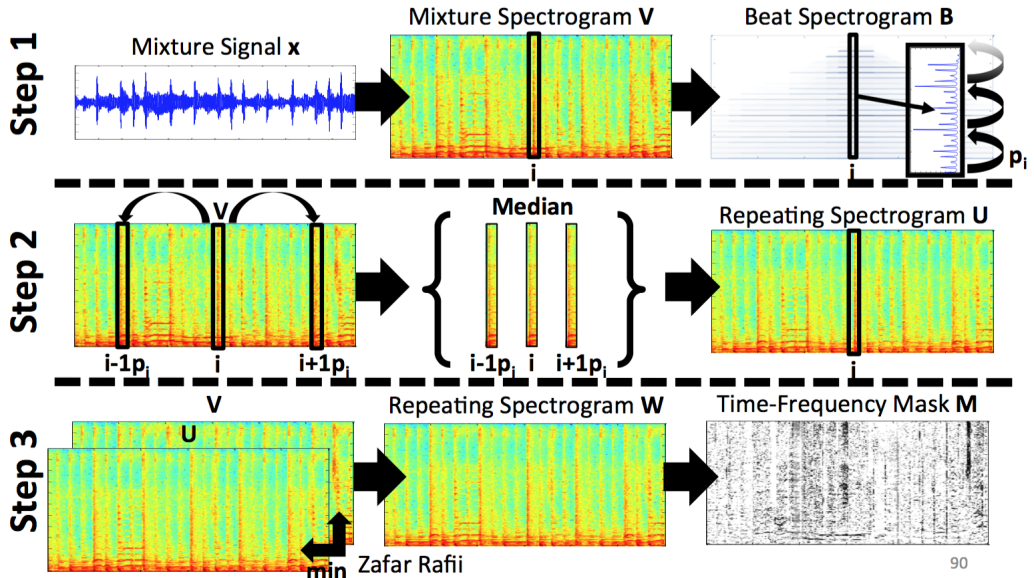 Step 1
Mixture Signal x
Mixture Spectrogram V
Beat Spectrogram B
i
i
pi
Step 2
V
i-1pi
i
i+1pi
Median
i-1pi
i
i+1pi
Repeating Spectrogram U
i
Step 3
V
U
min
Repeating Spectrogram W
Time-Frequency Mask M
Zafar Rafii
90